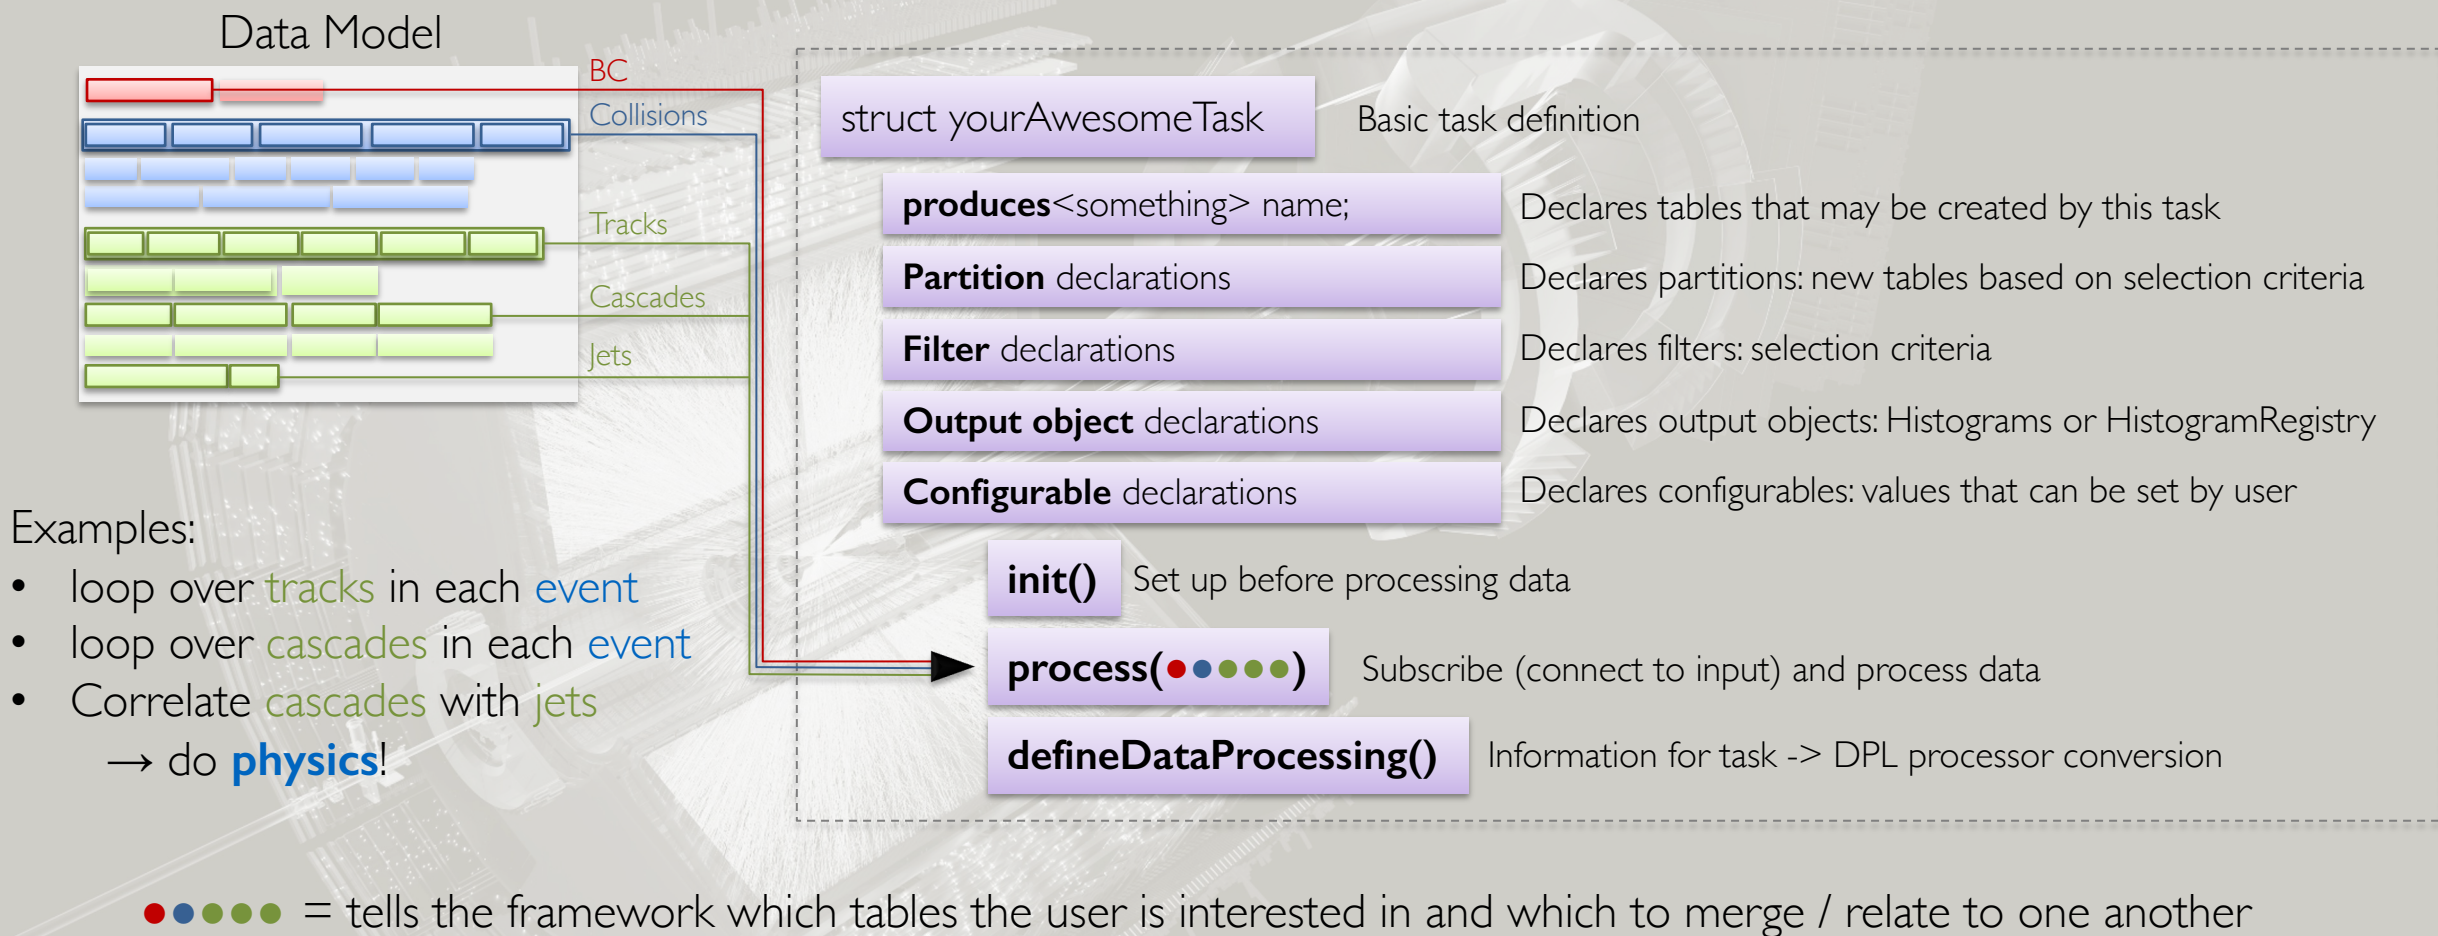 Data Model
BC
Collisions
Tracks
Cascades
Jets
struct yourAwesomeTask
Basic task definition
produces<something> name;
Declares tables that may be created by this task
Partition declarations
Declares partitions: new tables based on selection criteria
Filter declarations
Declares filters: selection criteria
Output object declarations
Declares output objects: Histograms or HistogramRegistry
Configurable declarations
Declares configurables: values that can be set by user
init()
Set up before processing data
process(●●●●●)
Subscribe (connect to input) and process data
defineDataProcessing()
Information for task -> DPL processor conversion
Examples:
• loop over tracks in each event
• loop over cascades in each event
• Correlate cascades with jets
→ do physics!
●●●●● = tells the framework which tables the user is interested in and which to merge / relate to one another